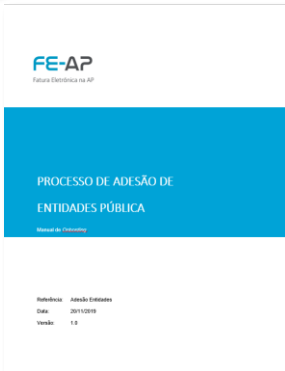 FE-AP
Fatura Eletrónica na AP
PROCESSO DE ADESÃO DE
ENTIDADES PÚBLICA
Manual de Onboarding
Referência: Adesão Entidades
Data: 20/11/2019
Versão: 1.0